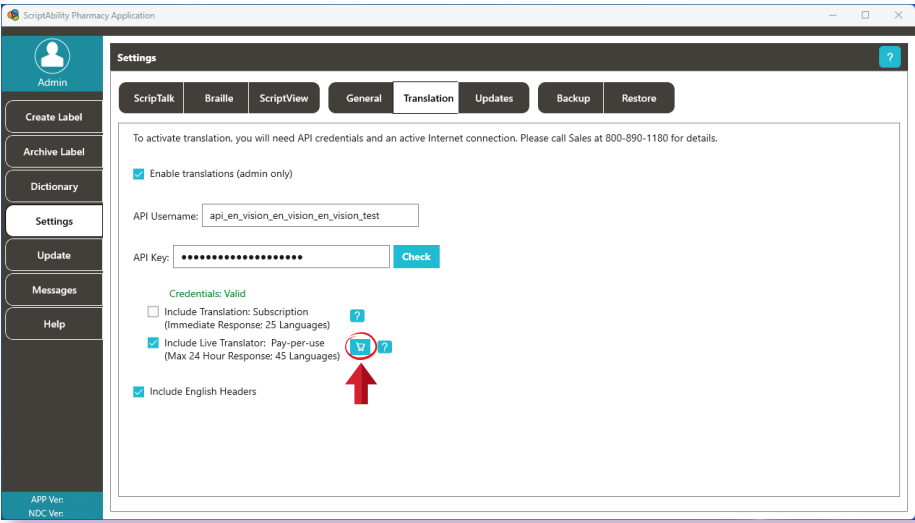 ScriptAbility Pharmacy Application
Admin
Create Label
Archive Label
Dictionary
Settings
Update
Messages
Help
APP Ver:
NDC Ver:
Settings
?
ScripTalk Braille ScriptView General Translation Updates Backup Restore
To activate translation, you will need API credentials and an active Internet connection. Please call Sales at 800-890-1180 for details.
Enable translations (admin only)
API Username: api_en_vision_en_vision_en_vision_test
API Key: ●●●●●●●●●●●●●●●●●●●● Check
Credentials: Valid
Include Translation: Subscription
(Immediate Response; 25 Languages) ?
Include Live Translator: Pay-per-use
(Max 24 Hour Response; 45 Languages) ?
Include English Headers